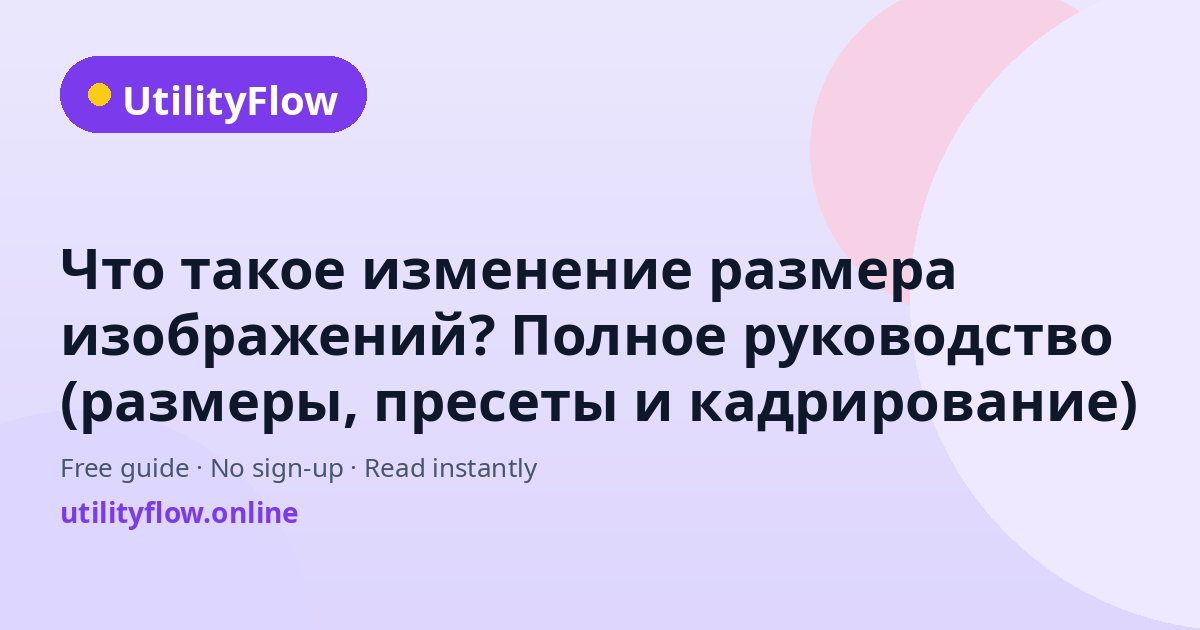 UtilityFlow
Что такое изменение размера
изображений? Полное руководство
(размеры, пресеты и кадрирование)
Free guide · No sign-up · Read instantly
utilityflow.online